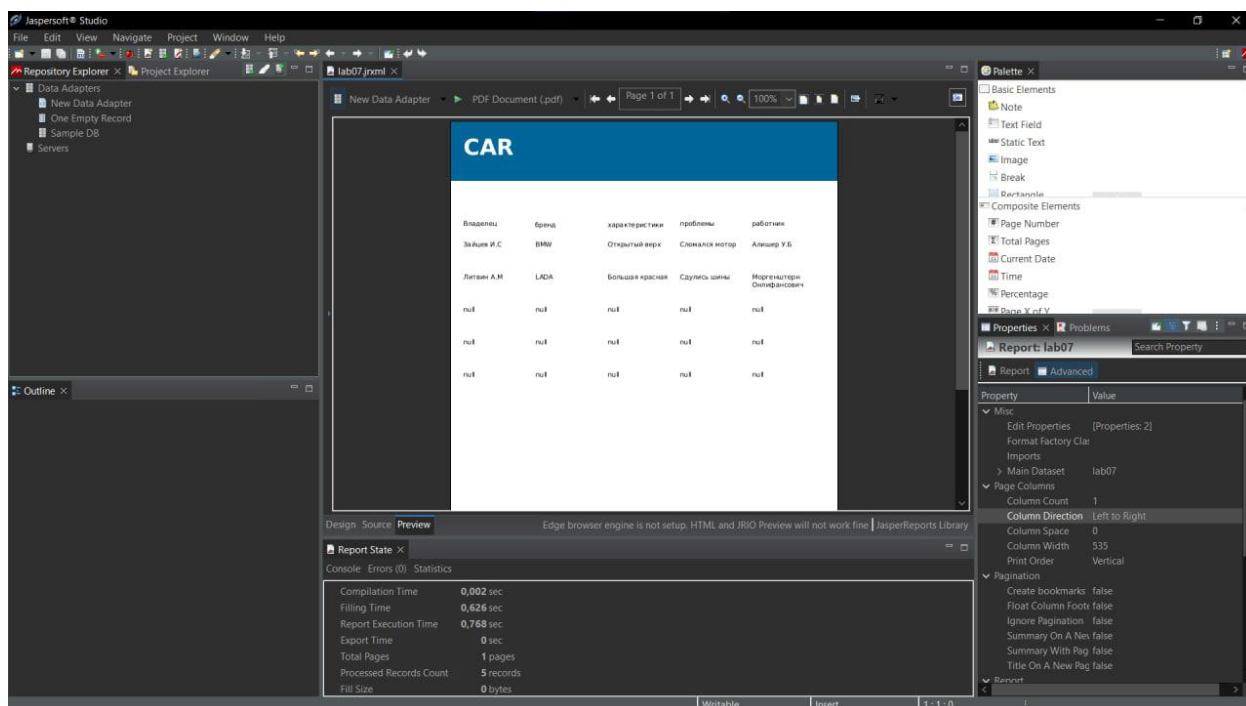 Jaspersoft® Studio
File Edit View Navigate Project Window Help
Repository Explorer Project Explorer
Data Adapters
New Data Adapter
One Empty Record
Sample DB
Servers
Outline
lab07.jrxml
New Data Adapter PDF Document (.pdf) Page 1 of 1 100%
CAR
Владелец бренд характеристики проблемы работник
Зайцев И.С BMW Открытый верх Сломался мотор Алишер У.Б
Литвин А.М LADA Большая красная Сдулись шины Моргенштерн
Онлифансович
null null null null null
null null null null null
null null null null null
Design Source Preview Edge browser engine is not setup. HTML and JRIO Preview will not work fine JasperReports Library
Report State
Console Errors (0) Statistics
Compilation Time 0,002 sec
Filling Time 0,626 sec
Report Execution Time 0,768 sec
Export Time 0 sec
Total Pages 1 pages
Processed Records Count 5 records
Fill Size 0 bytes
Palette
Basic Elements
Note
Text Field
Static Text
Image
Break
Rectangle
Composite Elements
Page Number
Total Pages
Current Date
Time
Percentage
Page X of Y
Properties Problems
Report: lab07 Search Property
Report Advanced
Property Value
Misc
Edit Properties [Properties: 2]
Format Factory Clas
Imports
Main Dataset lab07
Page Columns
Column Count 1
Column Direction Left to Right
Column Space 0
Column Width 535
Print Order Vertical
Pagination
Create bookmarks false
Float Column Foote false
Ignore Pagination false
Summary On A Nev false
Summary With Pag false
Title On A New Pag false
Report
Writable Insert 1 : 1 : 0